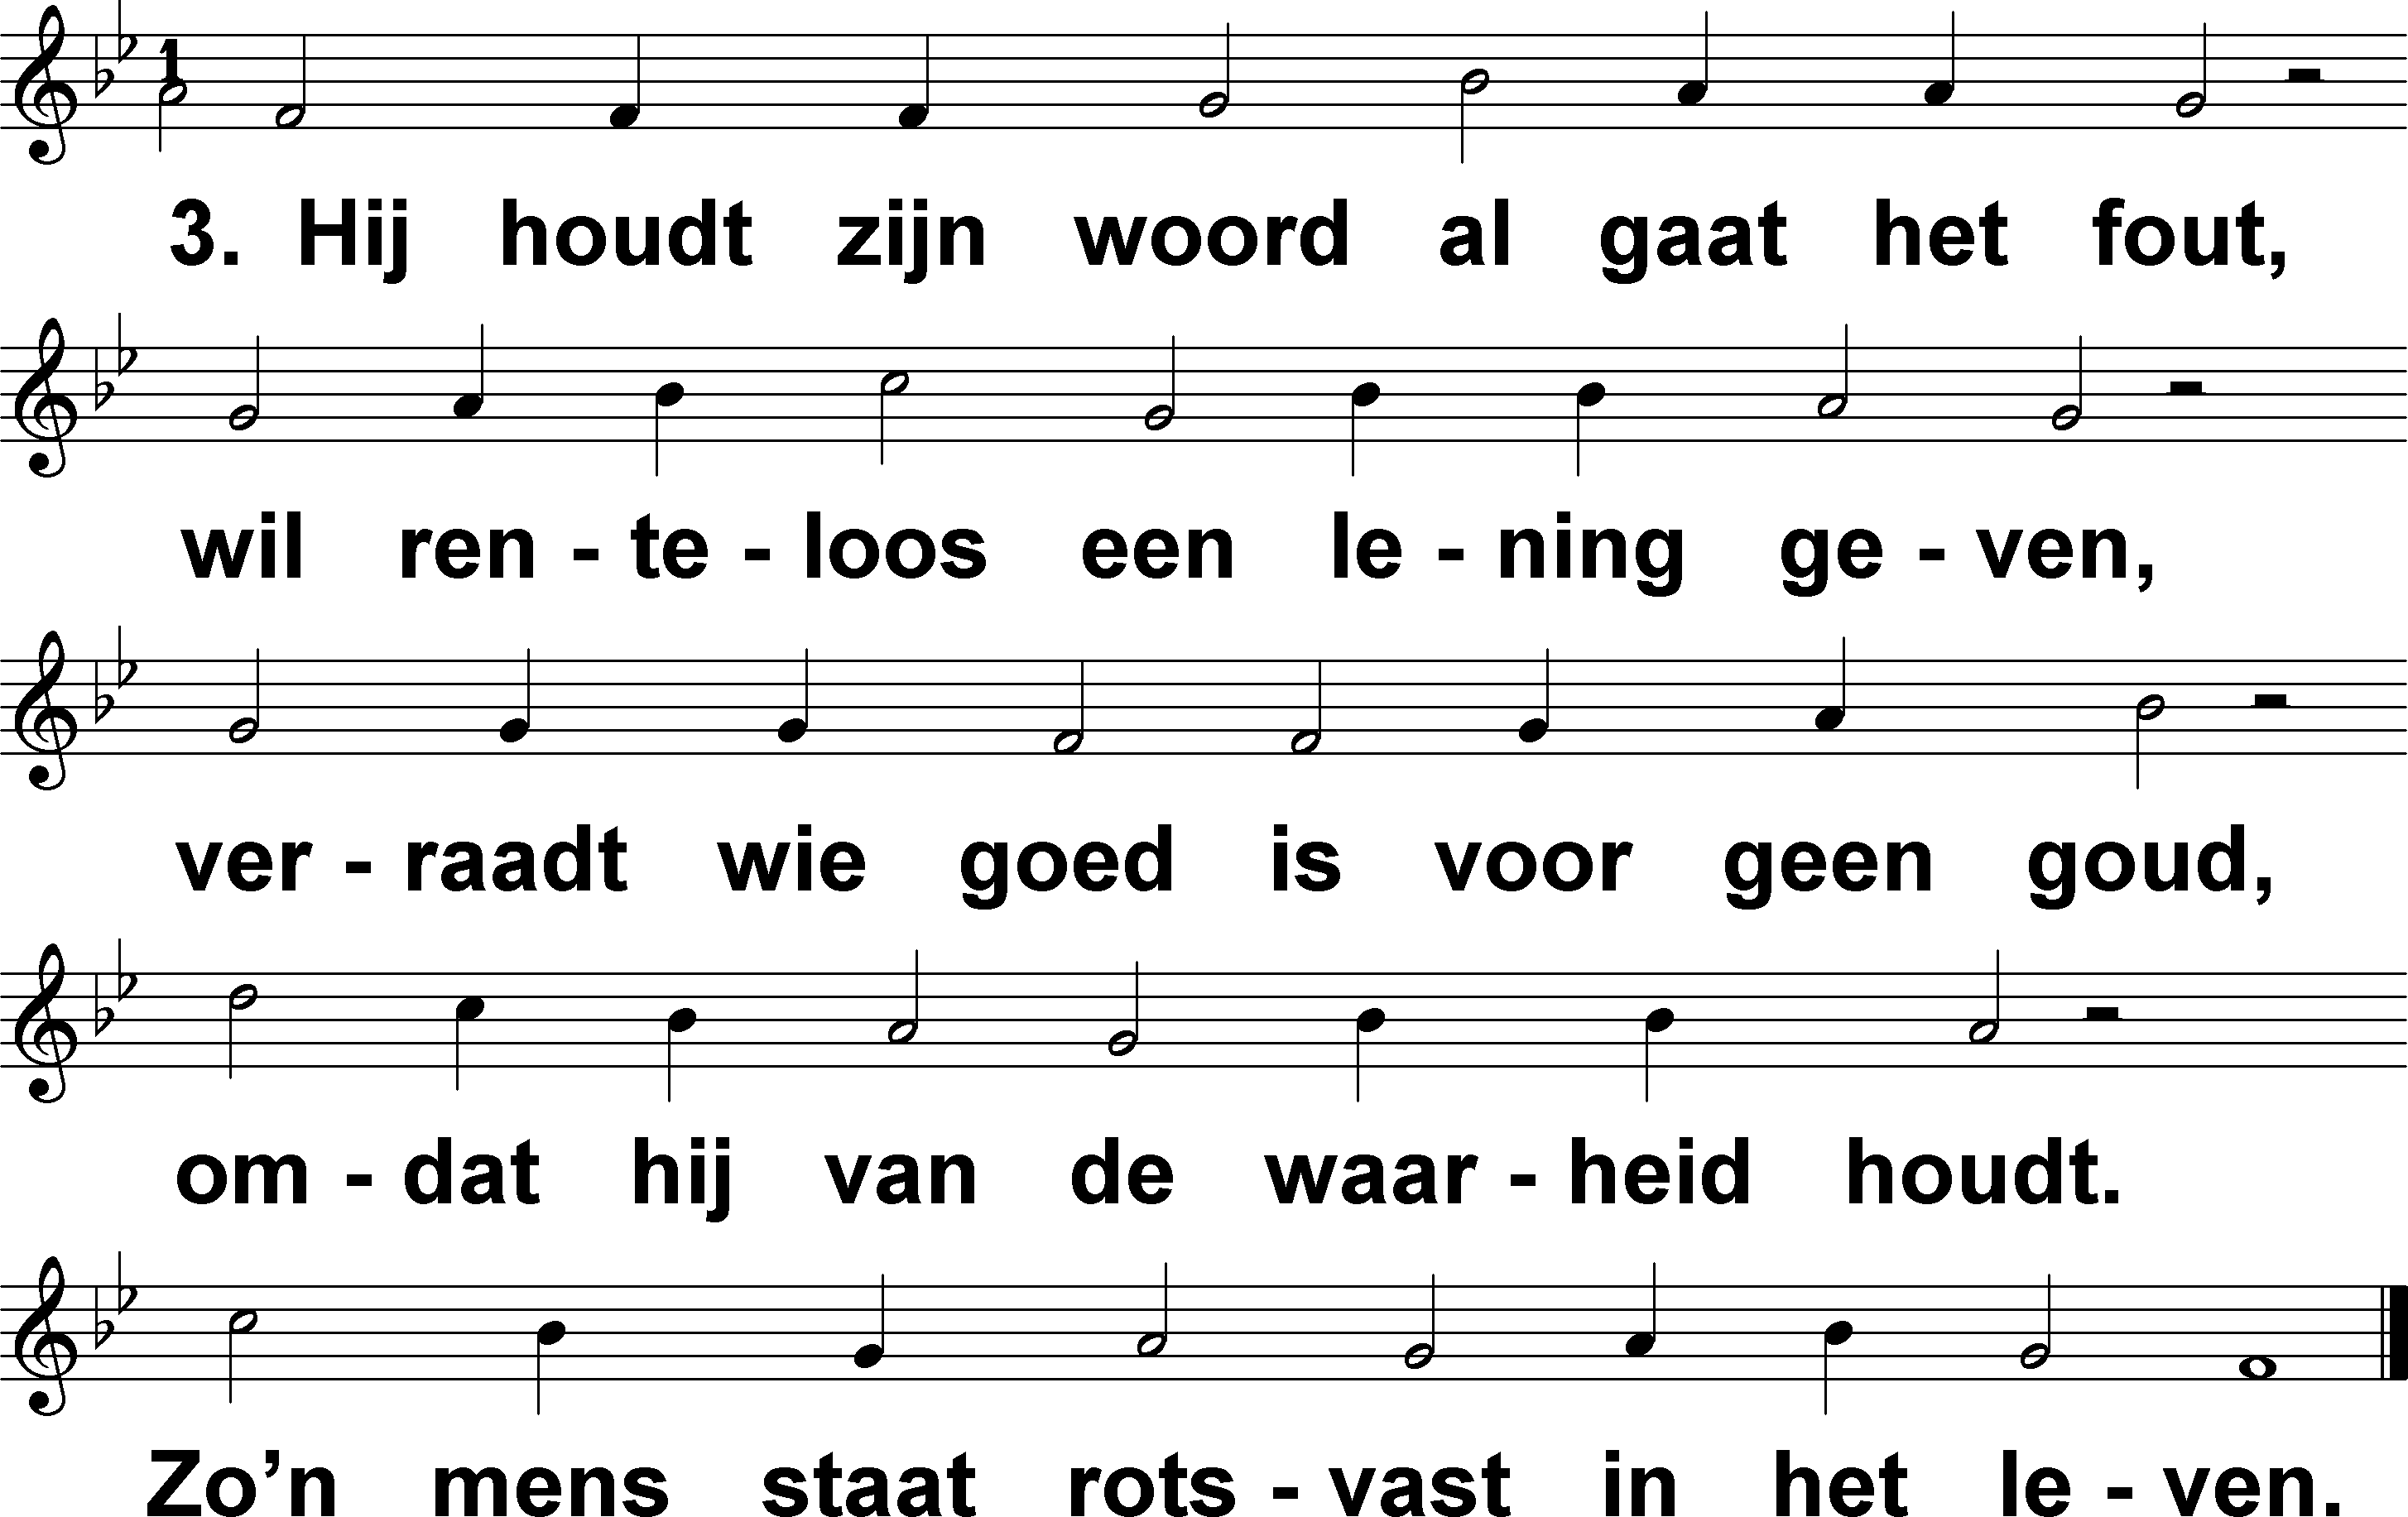 1
3. Hij houdt zijn woord al gaat het fout,
wil ren - te - loos een le - ning ge - ven,
ver - raadt wie goed is voor geen goud,
om - dat hij van de waar - heid houdt.
Zo’n mens staat rots - vast in het le - ven.